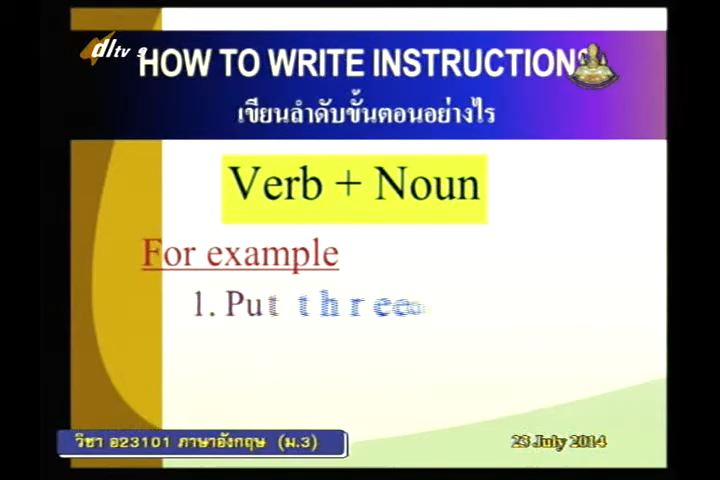 dltv 9
HOW TO WRITE INSTRUCTIONS
เขียนลำดับขั้นตอนอย่างไร
Verb + Noun
For example
1. Put three
วิชา อ23101 ภาษาอังกฤษ (ม.3)
23 July 2014